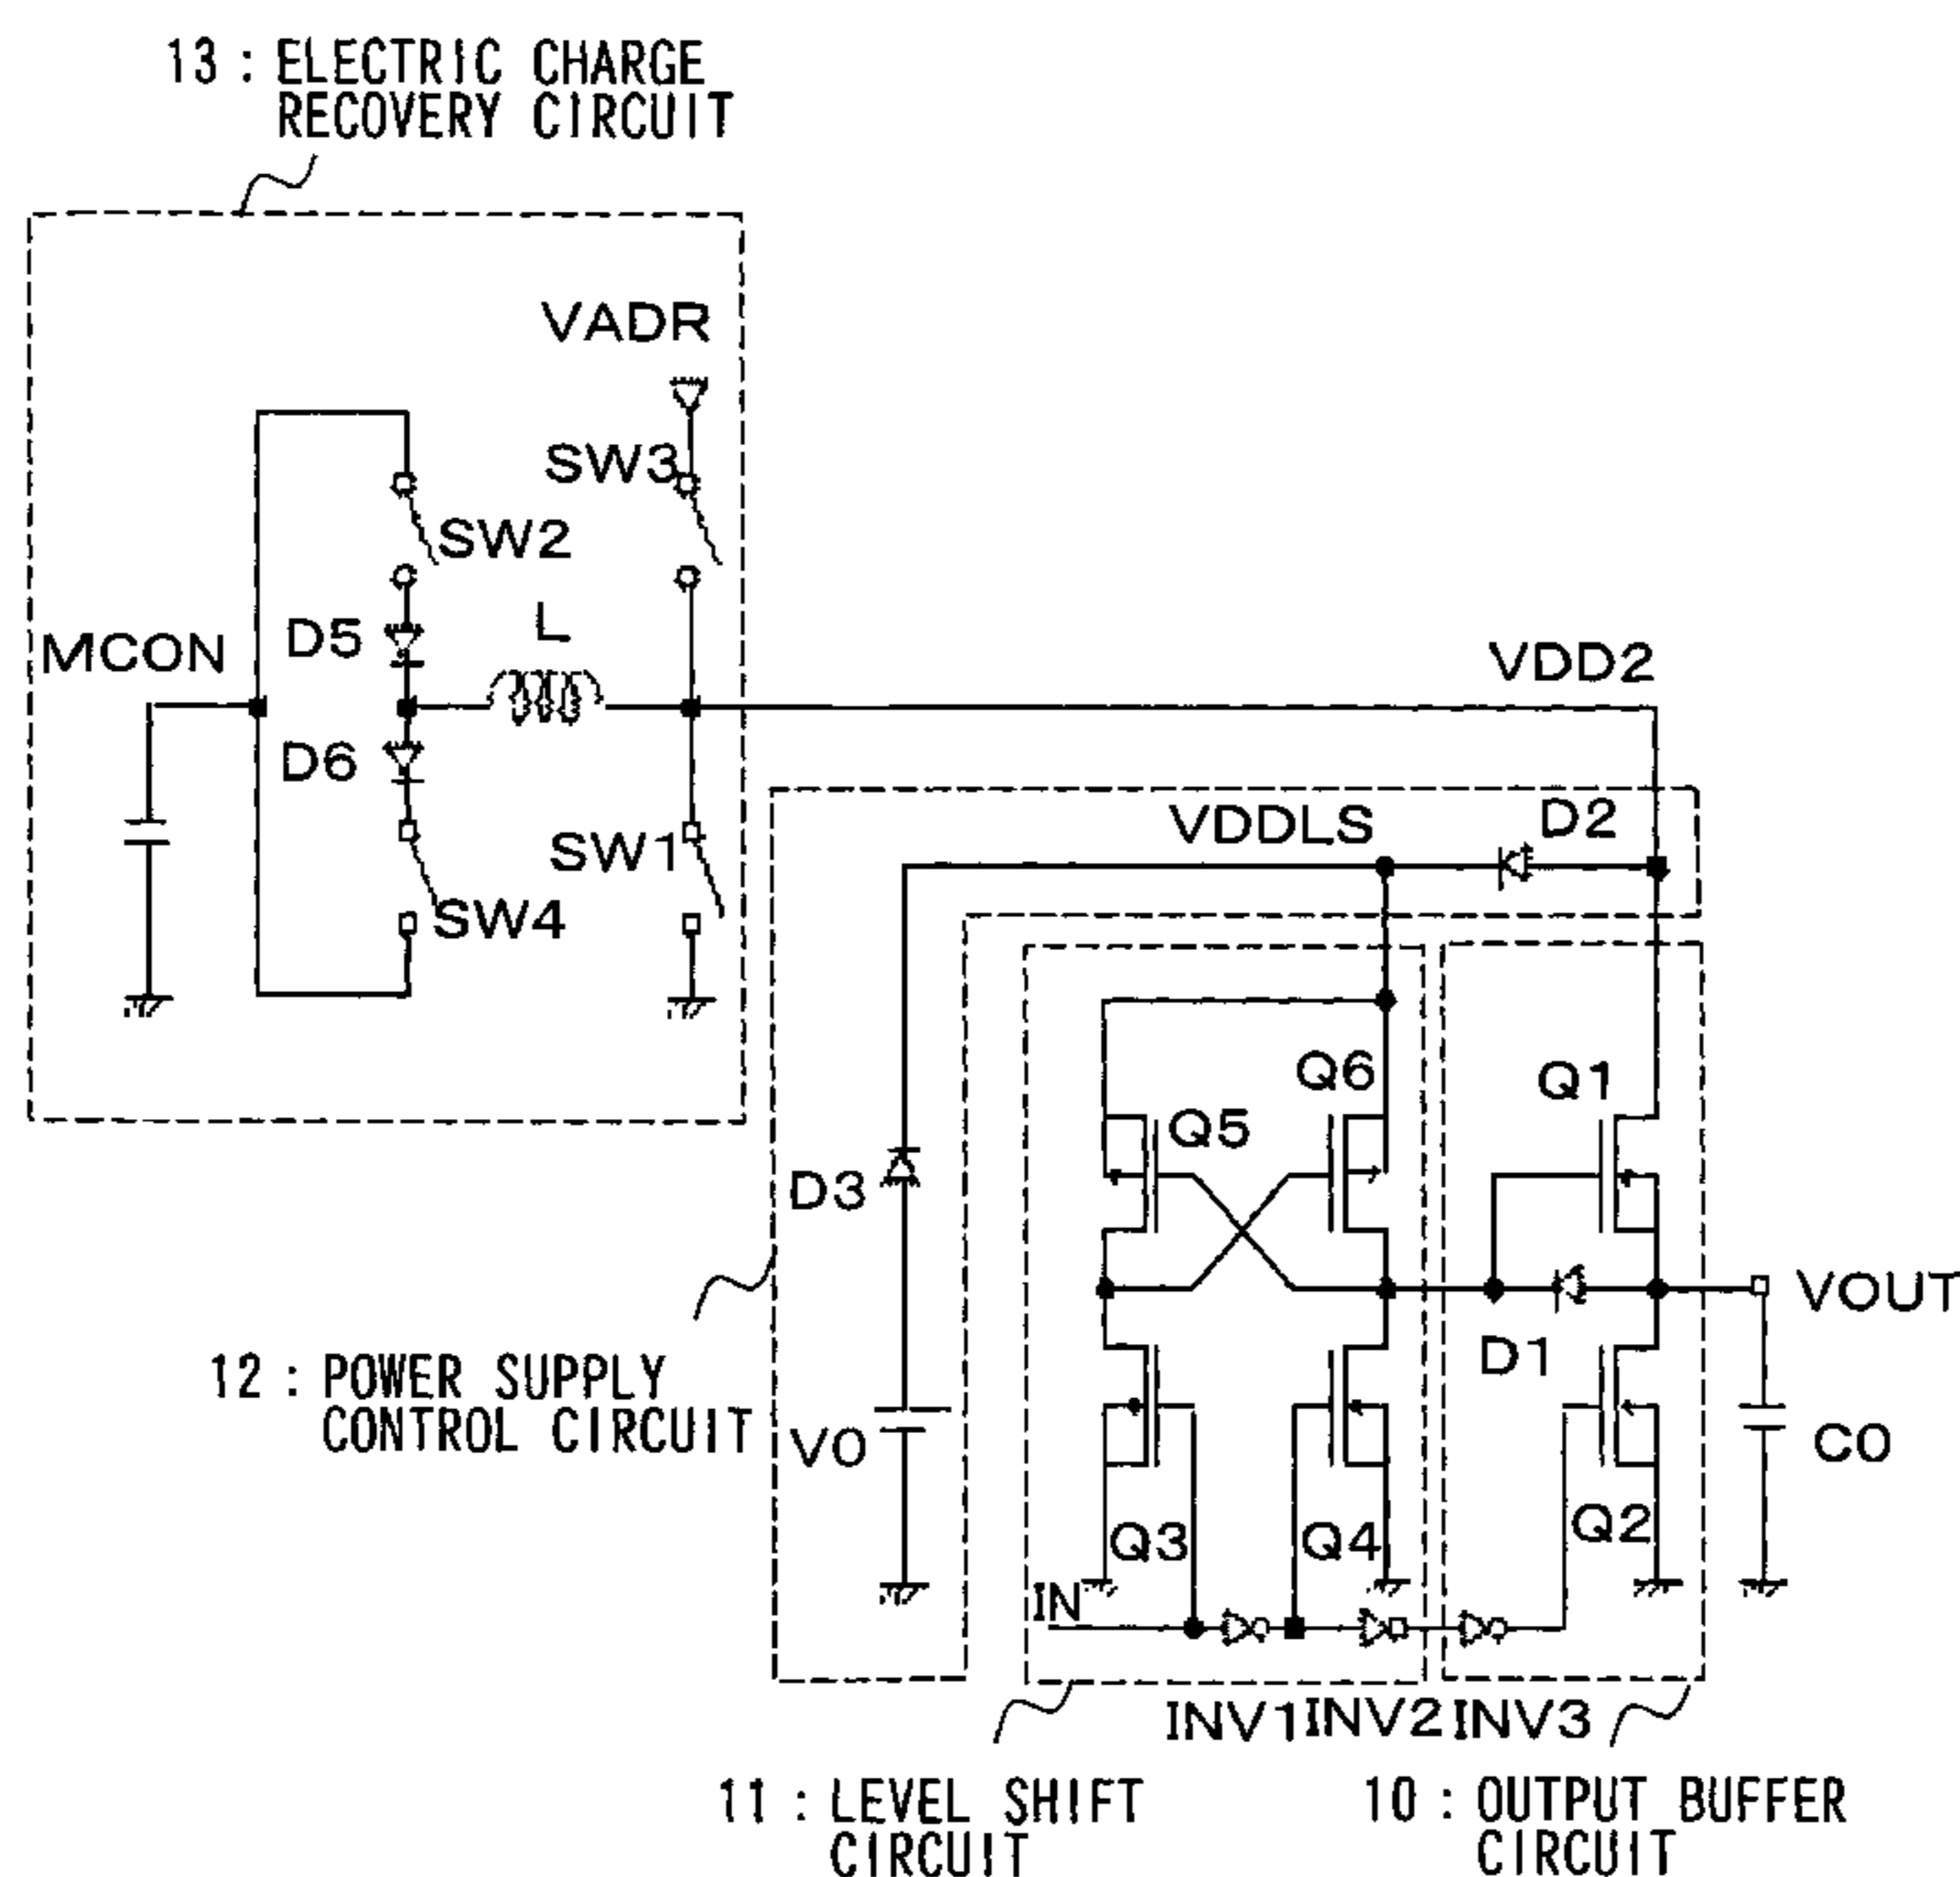 13 : ELECTRIC CHARGE
RECOVERY CIRCUIT
VADR
SW3
SW2
L
D5
MCON
D6
VDD2
SW1
SW4
VDDLS
D2
Q6
Q1
Q5
D3
VOUT
D1
12 : POWER SUPPLY
CONTROL CIRCUIT
V0
C0
Q3
Q4
Q2
IN
INV1
INV2
INV3
11 : LEVEL SHIFT
CIRCUIT
10 : OUTPUT BUFFER
CIRCUIT